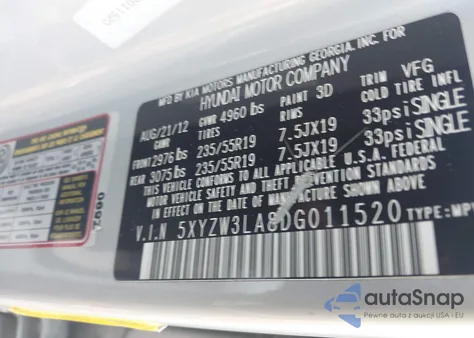 MFD BY KIA MOTORS MANUFACTURING GEORGIA. INC. FOR
HYUNDAI MOTOR COMPANY
AUG/21/12 GVWR 4960 lbs PAINT 3D TRIM VFG
GAWR TIRES RIMS COLD TIRE INFL
FRONT 2976 lbs 235/55R19 7.5JX19 33psi SINGLE
REAR 3075 lbs 235/55R19 7.5JX19 33psi SINGLE
THIS VEHICLE CONFORMS TO ALL APPLICABLE U.S.A. FEDERAL
MOTOR VEHICLE SAFETY AND THEFT PREVENTION STANDARDS
IN EFFECT ON THE DATE OF MANUFACTURE SHOWN ABOVE.
V.I.N 5XYZW3LA8DG011520 TYPE:MPV
autoSnap
Pewne auta z aukcji USA i EU